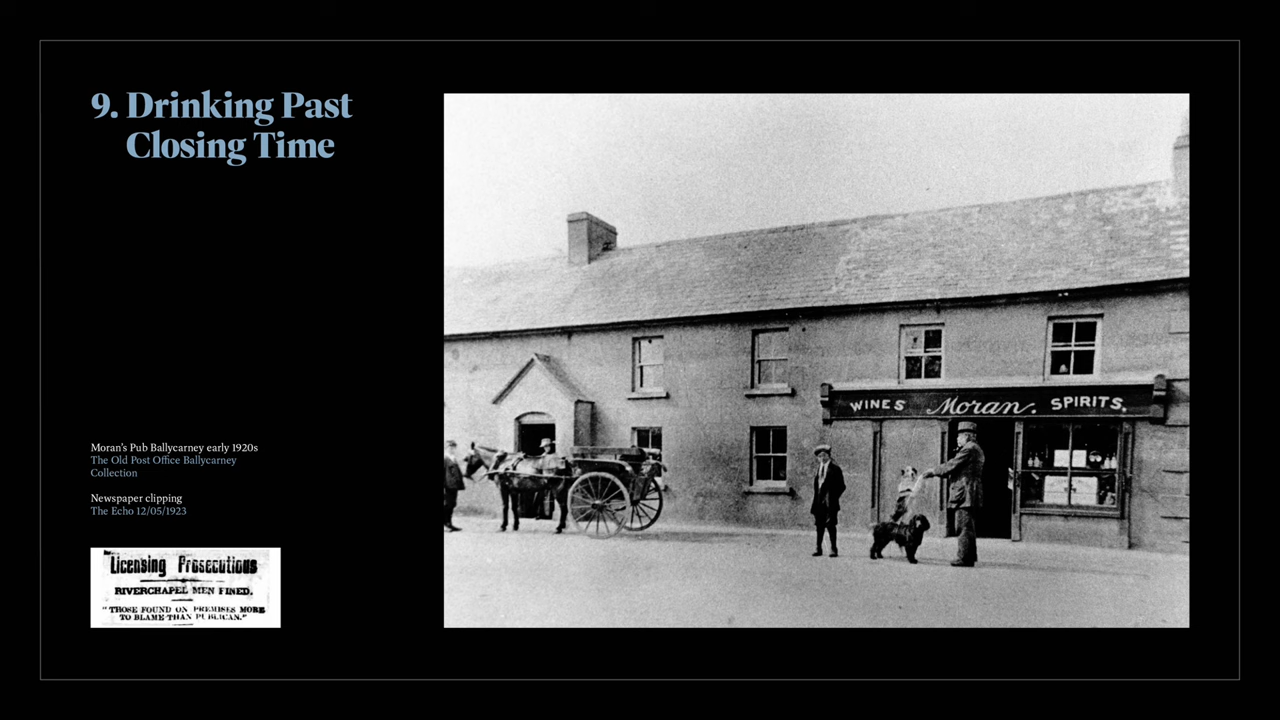 9. Drinking Past
Closing Time
WINES Moran. SPIRITS.
Moran's Pub Ballycarney early 1920s
The Old Post Office Ballycarney
Collection
Newspaper clipping
The Echo 12/05/1923
Licensing Prosecutions
RIVERCHAPEL MEN FINED.
"THOSE FOUND ON PREMISES MORE
TO BLAME THAN PUBLICAN."